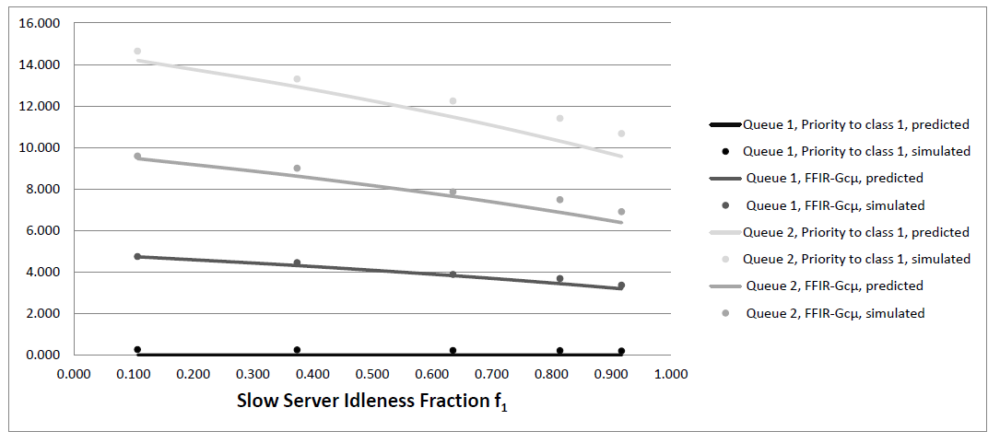 16.000
14.000
12.000
10.000
8.000
6.000
4.000
2.000
0.000
0.000 0.100 0.200 0.300 0.400 0.500 0.600 0.700 0.800 0.900 1.000
Slow Server Idleness Fraction f₁
Queue 1, Priority to class 1, predicted
Queue 1, Priority to class 1, simulated
Queue 1, FFIR-Gcμ, predicted
Queue 1, FFIR-Gcμ, simulated
Queue 2, Priority to class 1, predicted
Queue 2, Priority to class 1, simulated
Queue 2, FFIR-Gcμ, predicted
Queue 2, FFIR-Gcμ, simulated